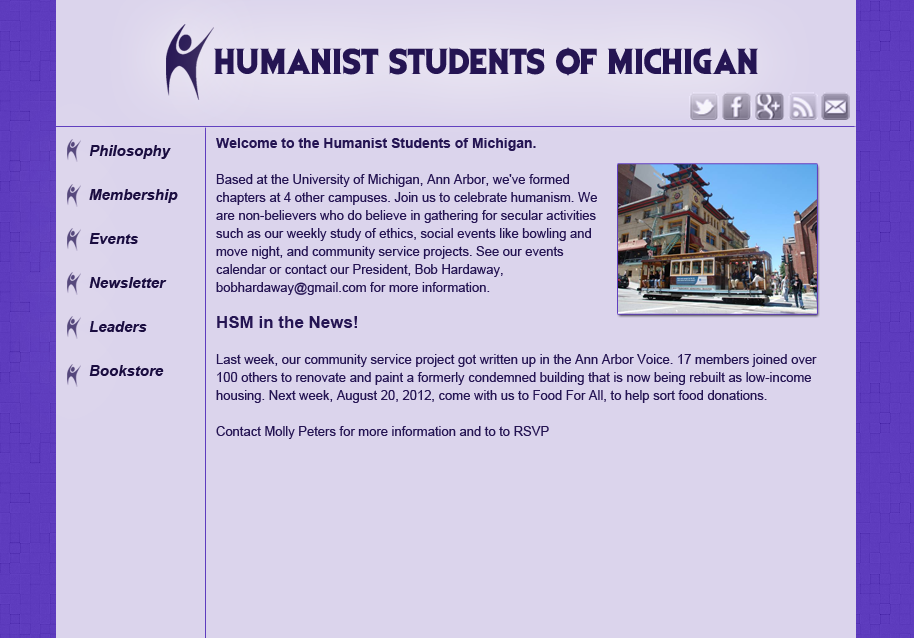 HUMANIST STUDENTS OF MICHIGAN
Philosophy
Membership
Events
Newsletter
Leaders
Bookstore
Welcome to the Humanist Students of Michigan.
Based at the University of Michigan, Ann Arbor, we've formed
chapters at 4 other campuses. Join us to celebrate humanism. We
are non-believers who do believe in gathering for secular activities
such as our weekly study of ethics, social events like bowling and
move night, and community service projects. See our events
calendar or contact our President, Bob Hardaway,
bobhardaway@gmail.com for more information.
HSM in the News!
Last week, our community service project got written up in the Ann Arbor Voice. 17 members joined over
100 others to renovate and paint a formerly condemned building that is now being rebuilt as low-income
housing. Next week, August 20, 2012, come with us to Food For All, to help sort food donations.
Contact Molly Peters for more information and to to RSVP